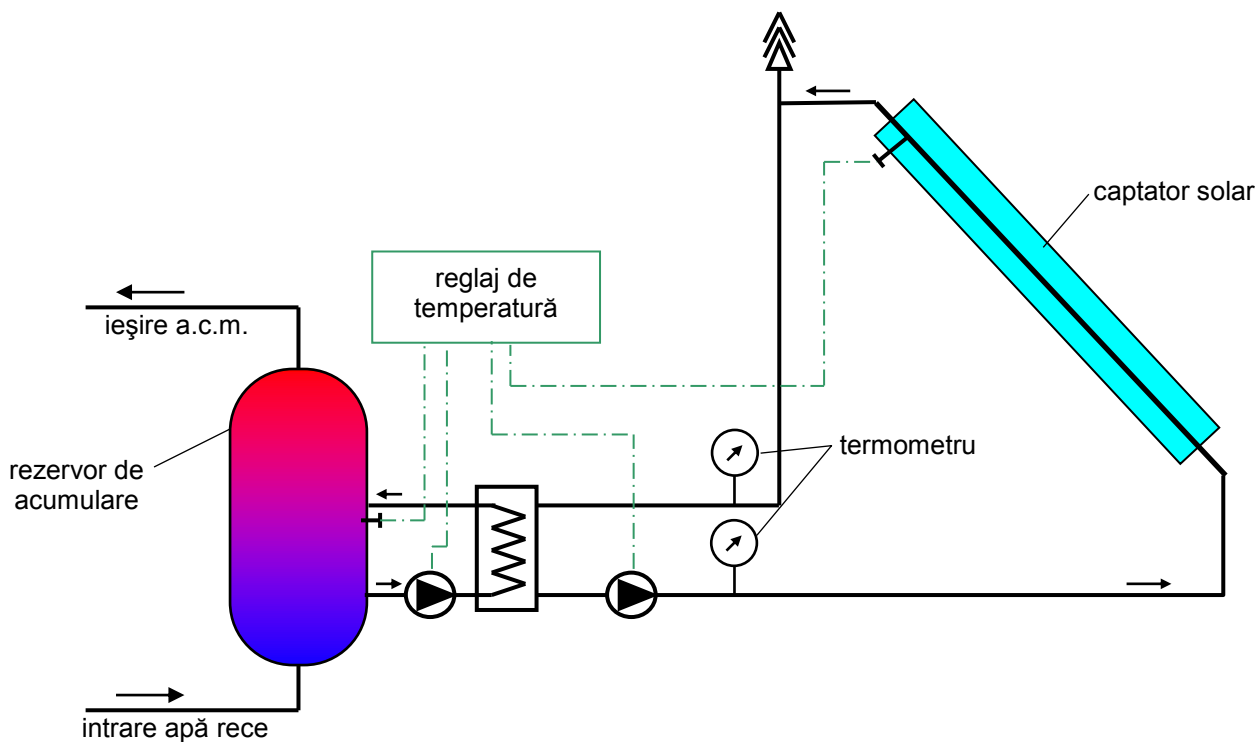 captator solar
reglaj de
temperatură
ieşire a.c.m.
termometru
rezervor de
acumulare
intrare apă rece